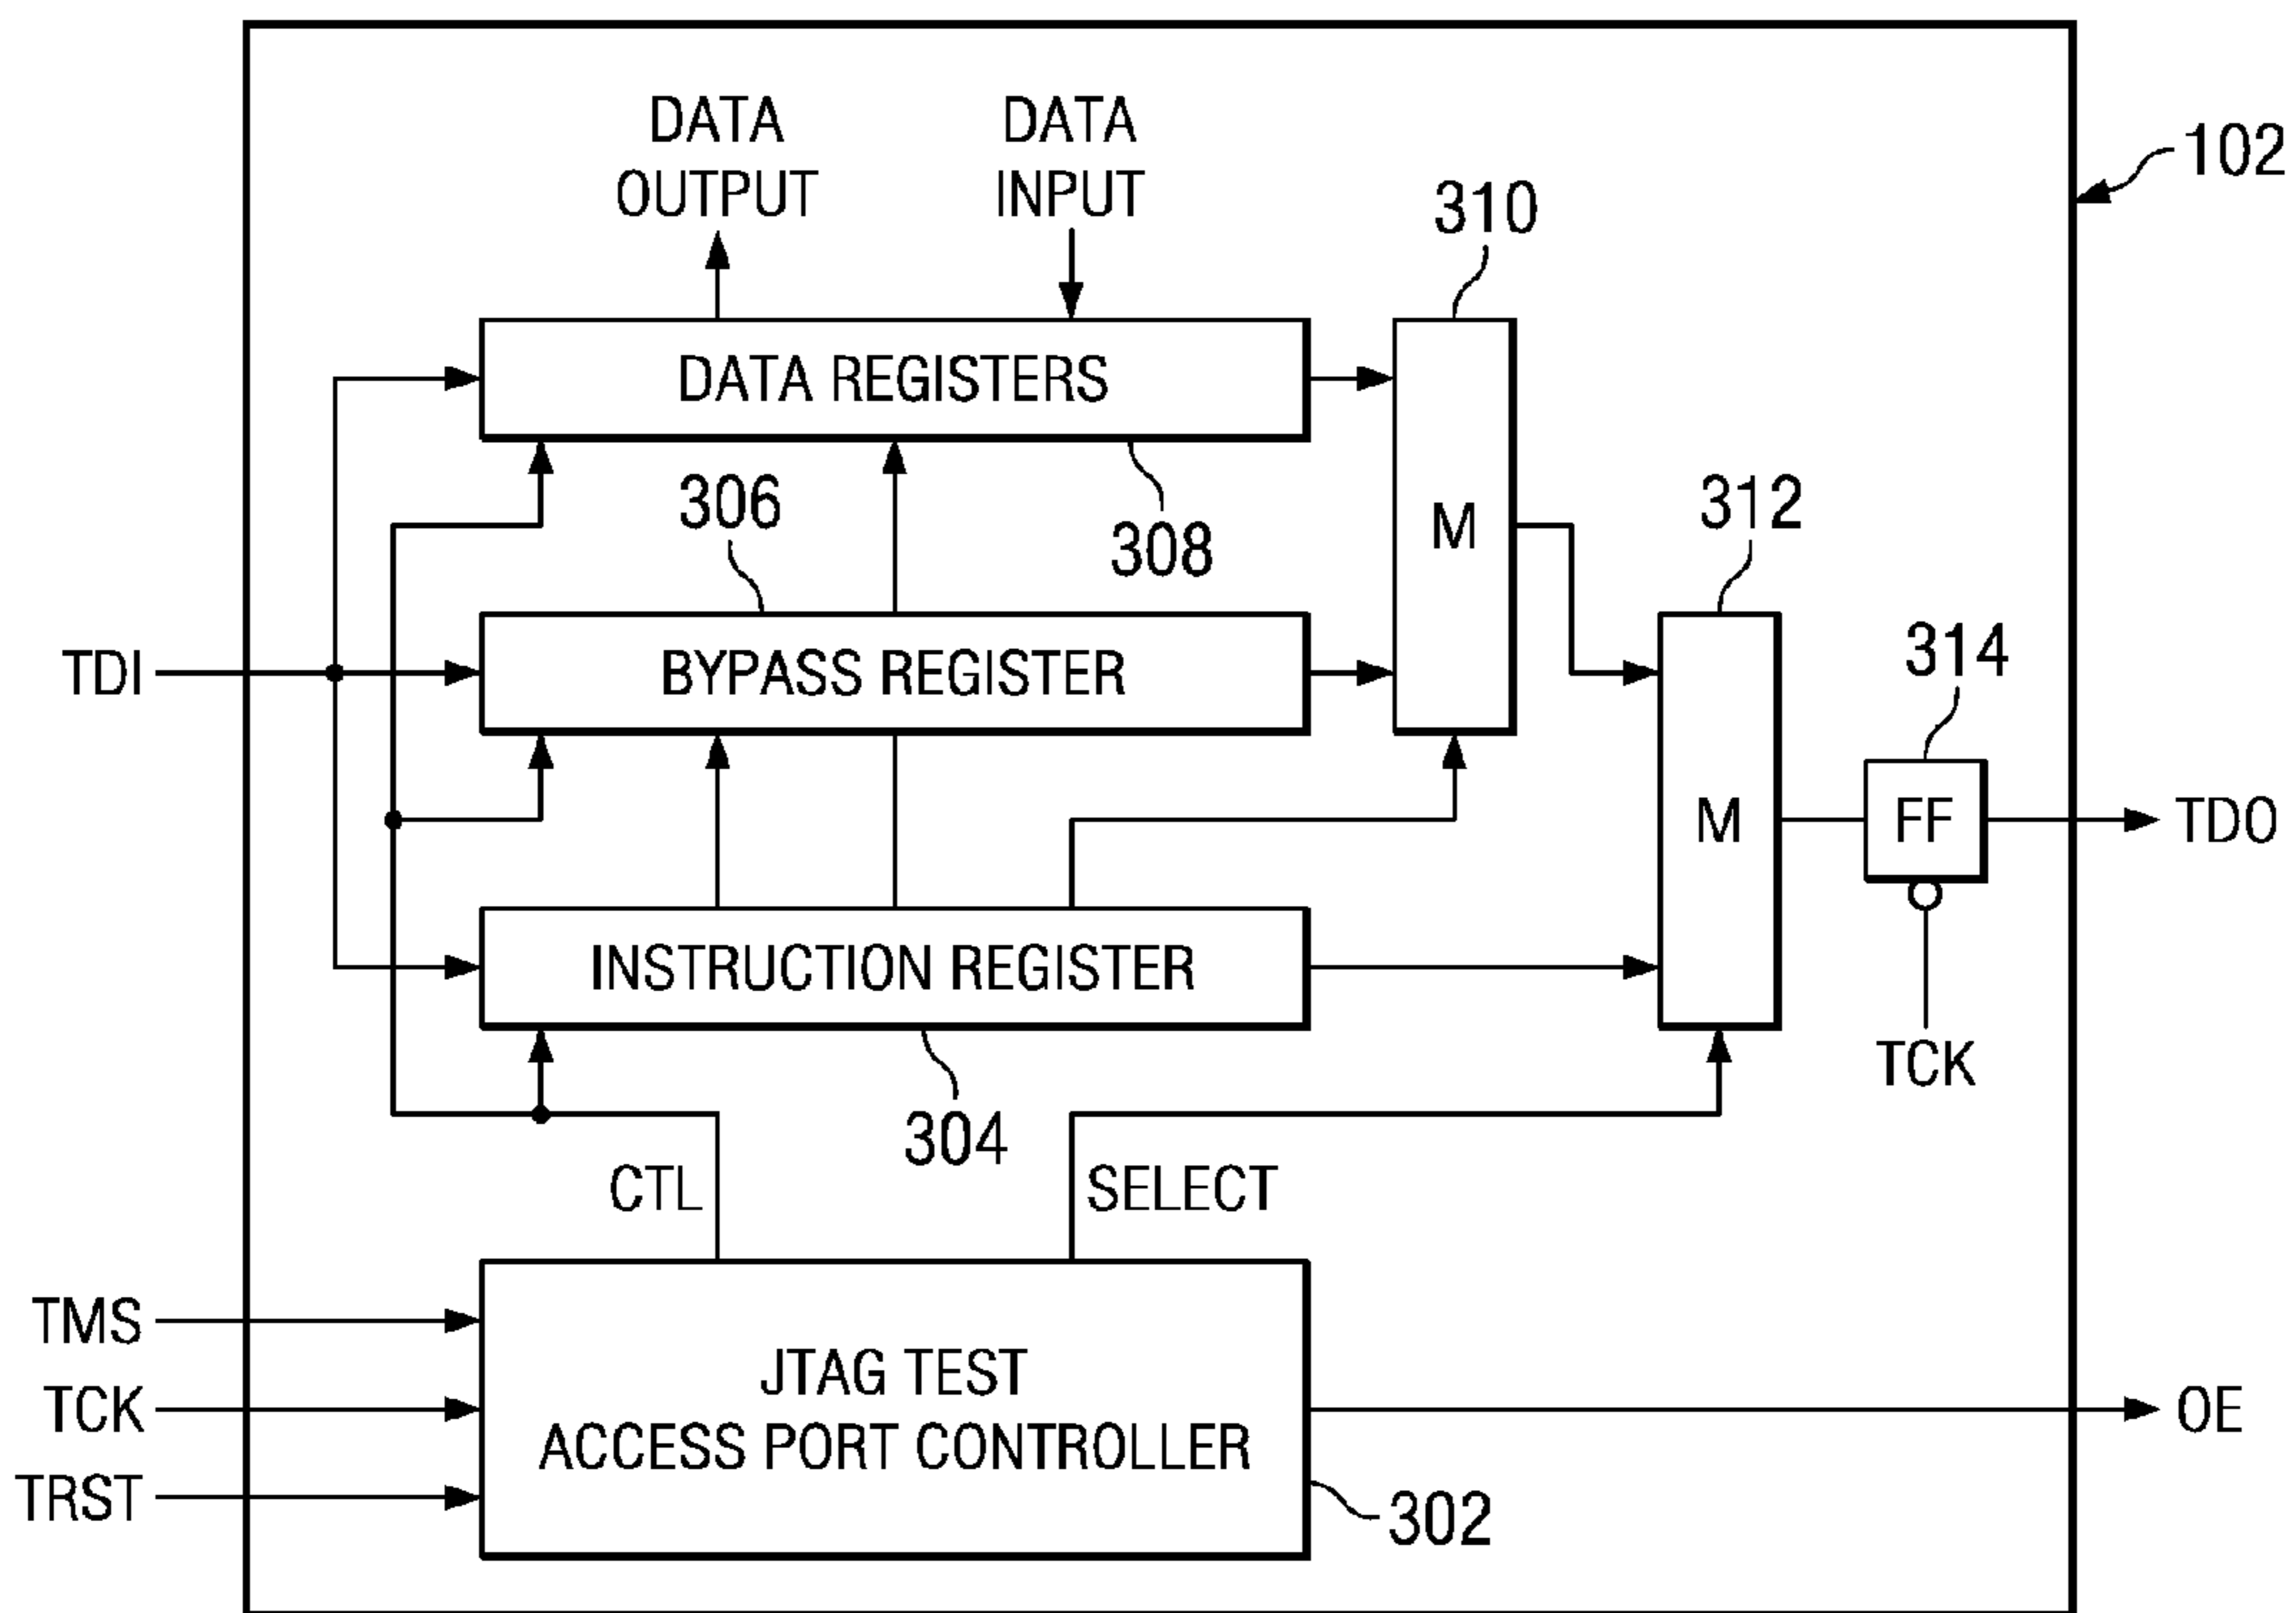 DATA
OUTPUT
DATA
INPUT
310
102
DATA REGISTERS
306
308
M
312
TDI
BYPASS REGISTER
314
M
FF
TDO
INSTRUCTION REGISTER
TCK
304
CTL
SELECT
TMS
TCK
TRST
JTAG TEST
ACCESS PORT CONTROLLER
OE
302